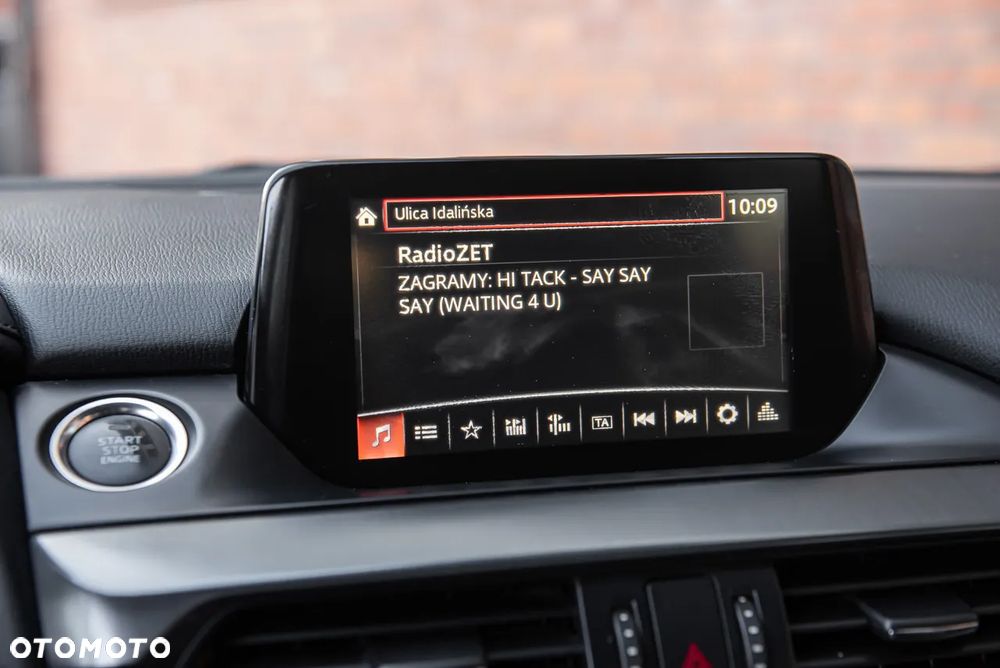 Ulica Idalińska
10:09
RadioZET
ZAGRAMY: HI TACK - SAY SAY
SAY (WAITING 4 U)
TA
START
STOP
ENGINE
OTOMOTO